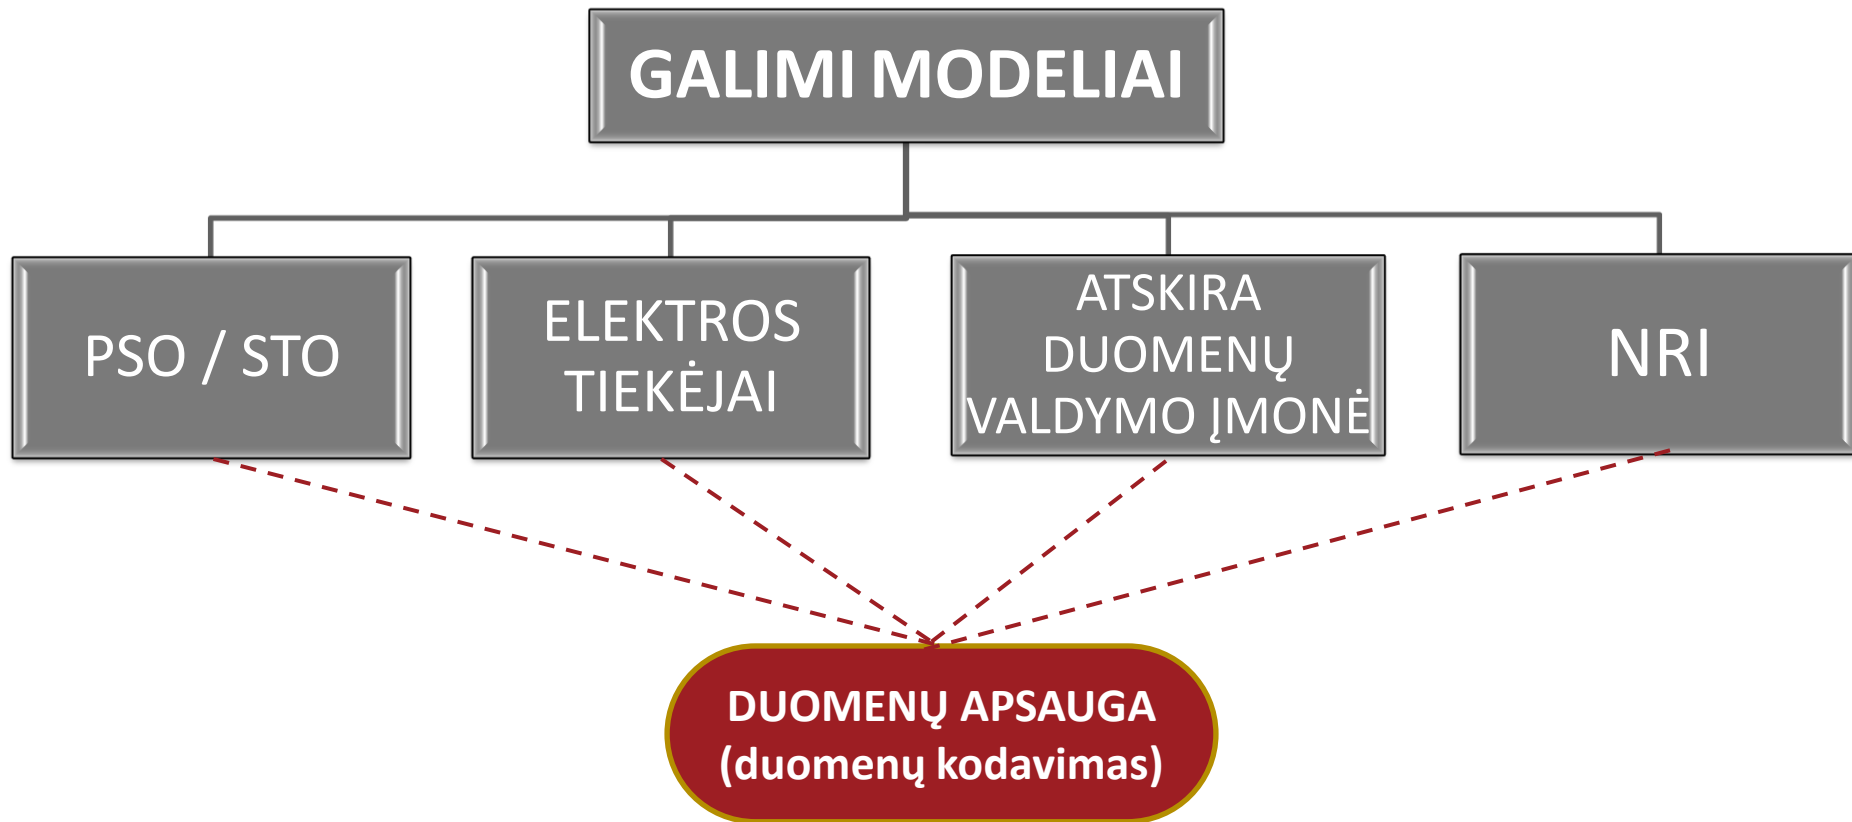 GALIMI MODELIAI
PSO / STO
ELEKTROS
TIEKĖJAI
ATSKIRA
DUOMENŲ
VALDYMO ĮMONĖ
NRI
DUOMENŲ APSAUGA
(duomenų kodavimas)